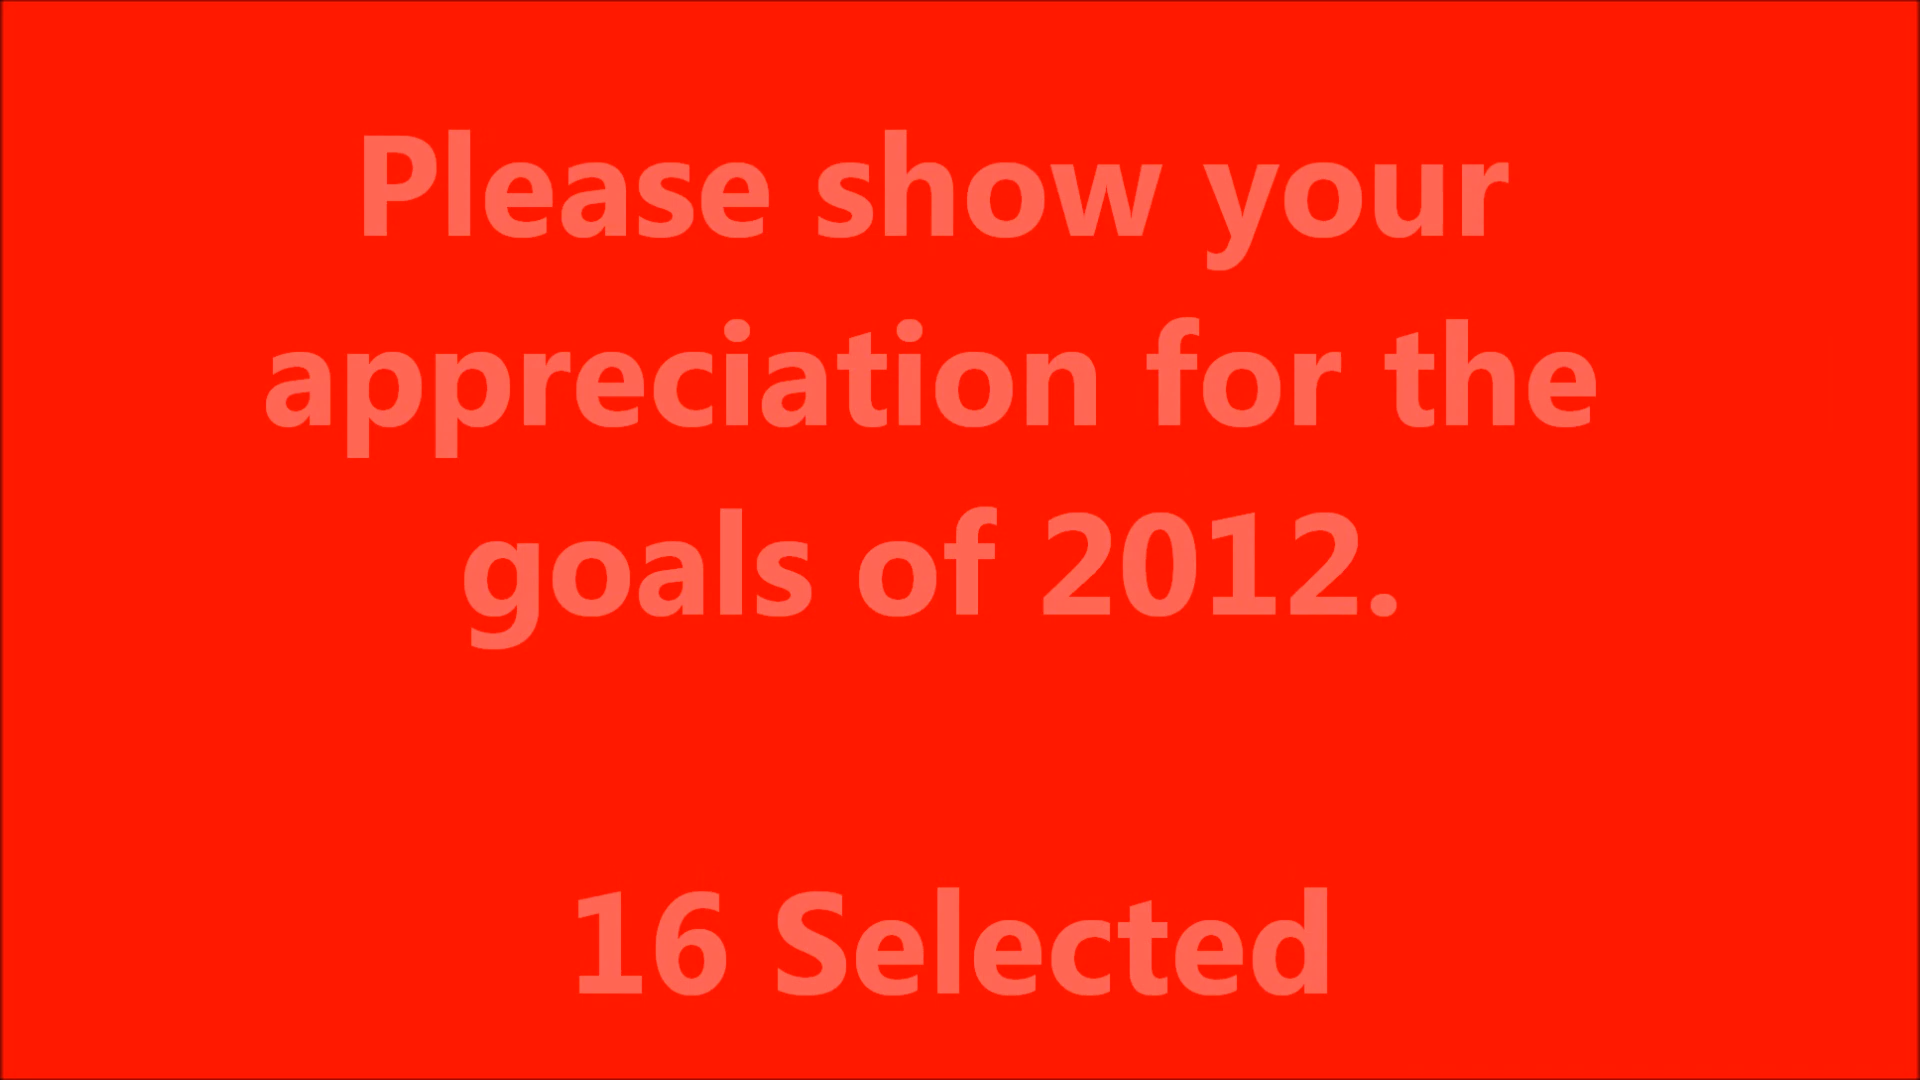 Please show your
appreciation for the
goals of 2012.
16 Selected